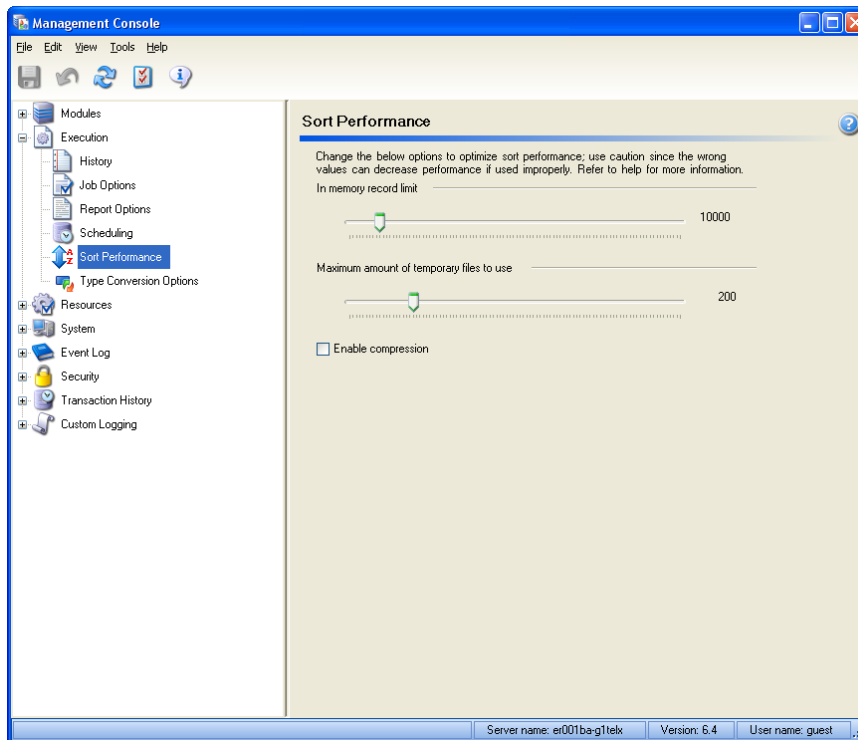 Management Console
File Edit View Tools Help
Modules
Execution
History
Job Options
Report Options
Scheduling
Sort Performance
Type Conversion Options
Resources
System
Event Log
Security
Transaction History
Custom Logging
Sort Performance
Change the below options to optimize sort performance; use caution since the wrong
values can decrease performance if used improperly. Refer to help for more information.
In memory record limit
10000
Maximum amount of temporary files to use
200
Enable compression
Server name: er001ba-g1telx Version: 6.4 User name: guest